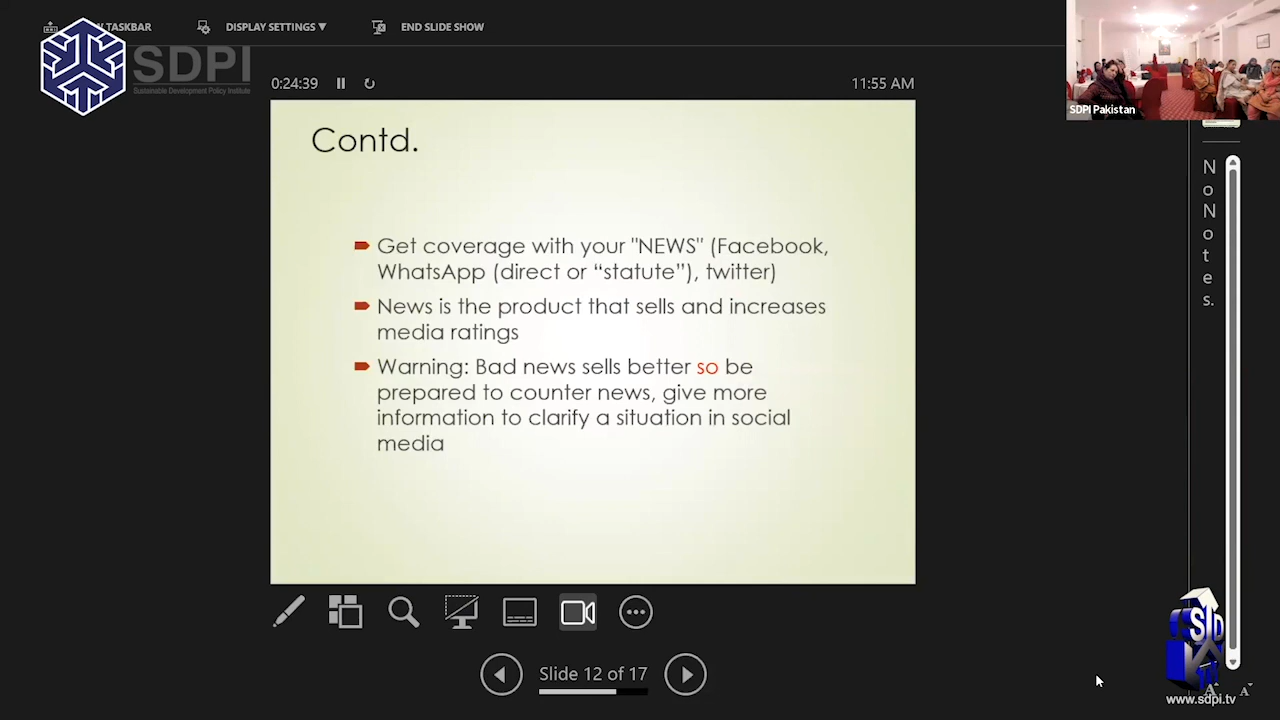 TASKBAR
DISPLAY SETTINGS ▼
END SLIDE SHOW
SDPI
Sustainable Development Policy Institute
0:24:39
11:55 AM
SDPI Pakistan
Contd.
Get coverage with your "NEWS" (Facebook,
WhatsApp (direct or “statute”), twitter)
News is the product that sells and increases
media ratings
Warning: Bad news sells better so be
prepared to counter news, give more
information to clarify a situation in social
media
No Notes.
Slide 12 of 17
www.sdpi.tv
A A